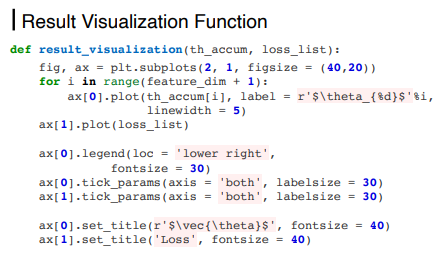 Result Visualization Function
def result_visualization(th_accum, loss_list):
    fig, ax = plt.subplots(2, 1, figsize = (40,20))
    for i in range(feature_dim + 1):
        ax[0].plot(th_accum[i], label = r'$\theta_{%d}$'%i,
                   linewidth = 5)
    ax[1].plot(loss_list)
    ax[0].legend(loc = 'lower right',
              fontsize = 30)
    ax[0].tick_params(axis = 'both', labelsize = 30)
    ax[1].tick_params(axis = 'both', labelsize = 30)
    ax[0].set_title(r'$\vec{\theta}$', fontsize = 40)
    ax[1].set_title('Loss', fontsize = 40)